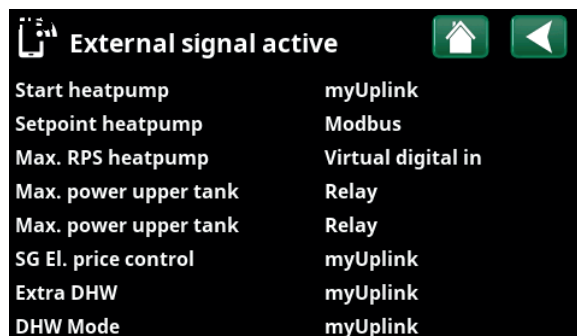 External signal active
Start heatpump myUplink
Setpoint heatpump Modbus
Max. RPS heatpump Virtual digital in
Max. power upper tank Relay
Max. power upper tank Relay
SG El. price control myUplink
Extra DHW myUplink
DHW Mode myUplink